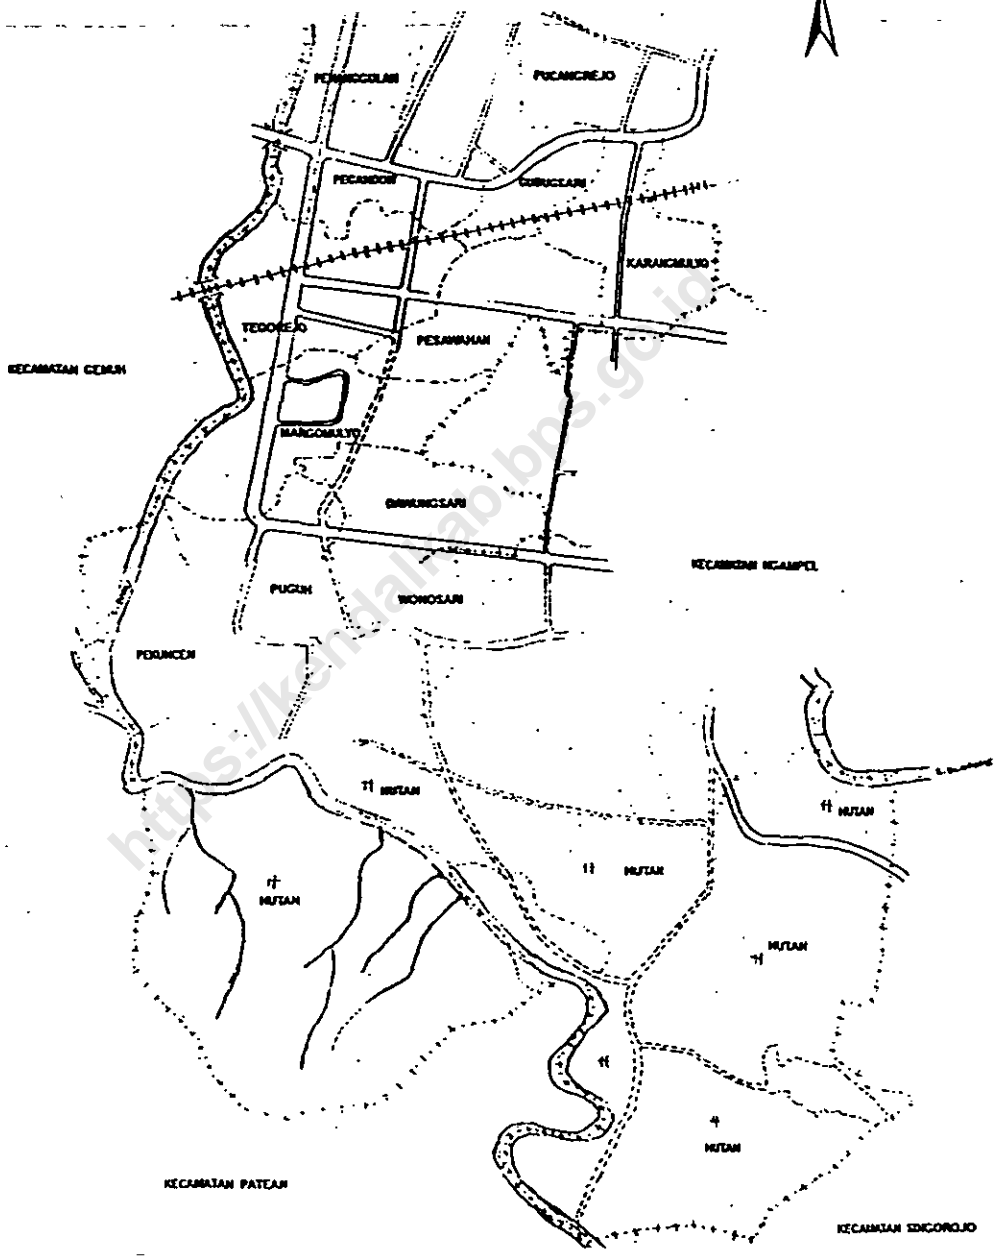 PENANGGULAN
PUCANGREJO
PEGANDON
GUBUGSARI
KARANGMULYO
TEGOREJO
PESAWAHAN
KECAMATAN GEMUH
MARGOMULYO
DAWUNGSARI
KECAMATAN NGAMPEL
PUGUH
WONOSARI
PEKUNCEN
HUTAN
HUTAN
HUTAN
HUTAN
HUTAN
HUTAN
KECAMATAN PATEAN
KECAMATAN SINGOROJO
https://kendalkab.bps.go.id